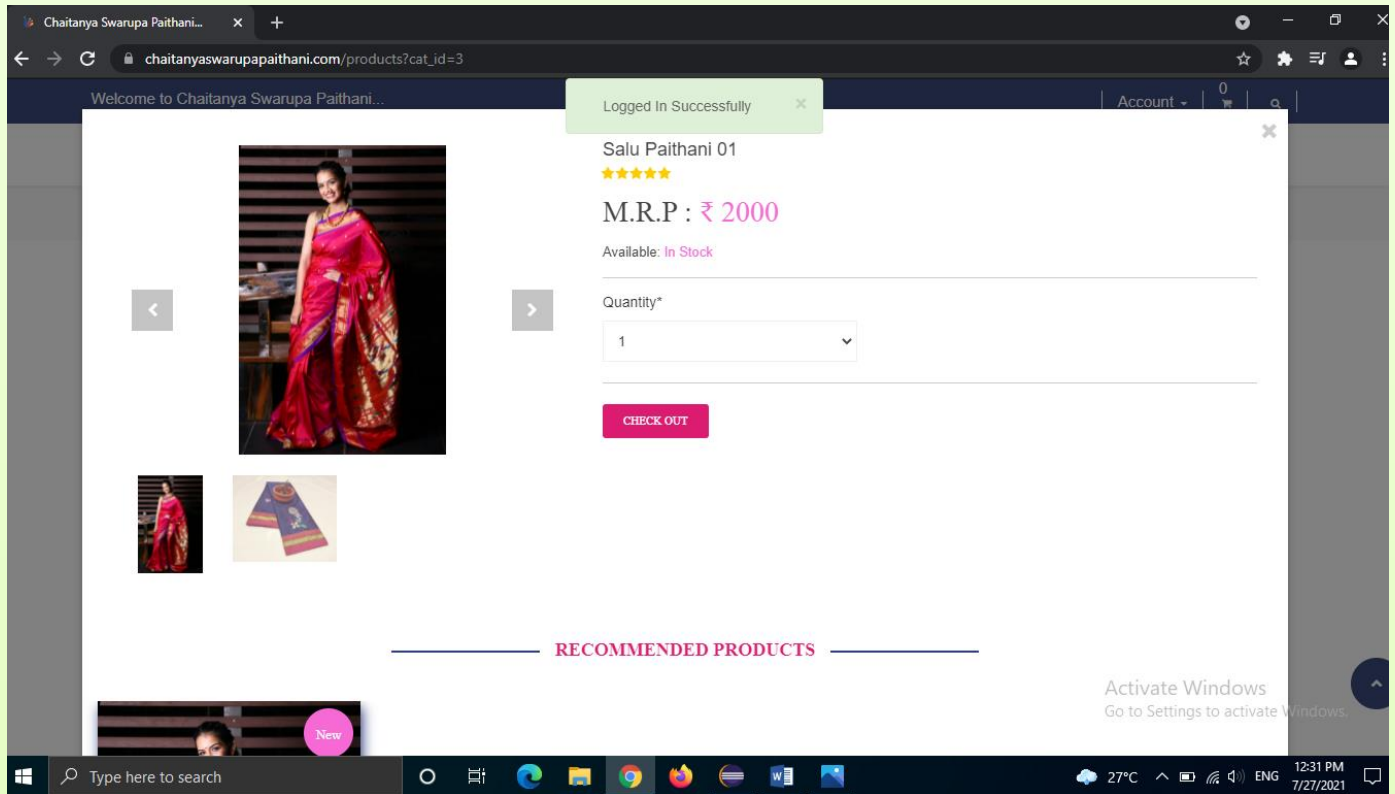 Chaitanya Swarupa Paithani...
chaitanyaswarupapaithani.com/products?cat_id=3
Welcome to Chaitanya Swarupa Paithani...
Logged In Successfully
Account
0
Salu Paithani 01
M.R.P : ₹ 2000
Available: In Stock
Quantity*
1
CHECK OUT
RECOMMENDED PRODUCTS
New
Activate Windows
Go to Settings to activate Windows.
Type here to search
27°C
ENG
12:31 PM
7/27/2021